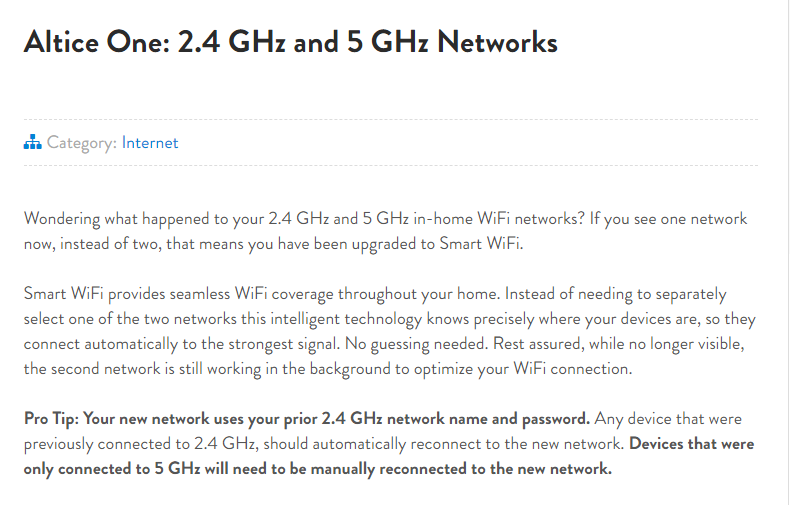 Altice One: 2.4 GHz and 5 GHz Networks
Category: Internet
Wondering what happened to your 2.4 GHz and 5 GHz in-home WiFi networks? If you see one network
now, instead of two, that means you have been upgraded to Smart WiFi.
Smart WiFi provides seamless WiFi coverage throughout your home. Instead of needing to separately
select one of the two networks this intelligent technology knows precisely where your devices are, so they
connect automatically to the strongest signal. No guessing needed. Rest assured, while no longer visible,
the second network is still working in the background to optimize your WiFi connection.
Pro Tip: Your new network uses your prior 2.4 GHz network name and password. Any device that were
previously connected to 2.4 GHz, should automatically reconnect to the new network. Devices that were
only connected to 5 GHz will need to be manually reconnected to the new network.